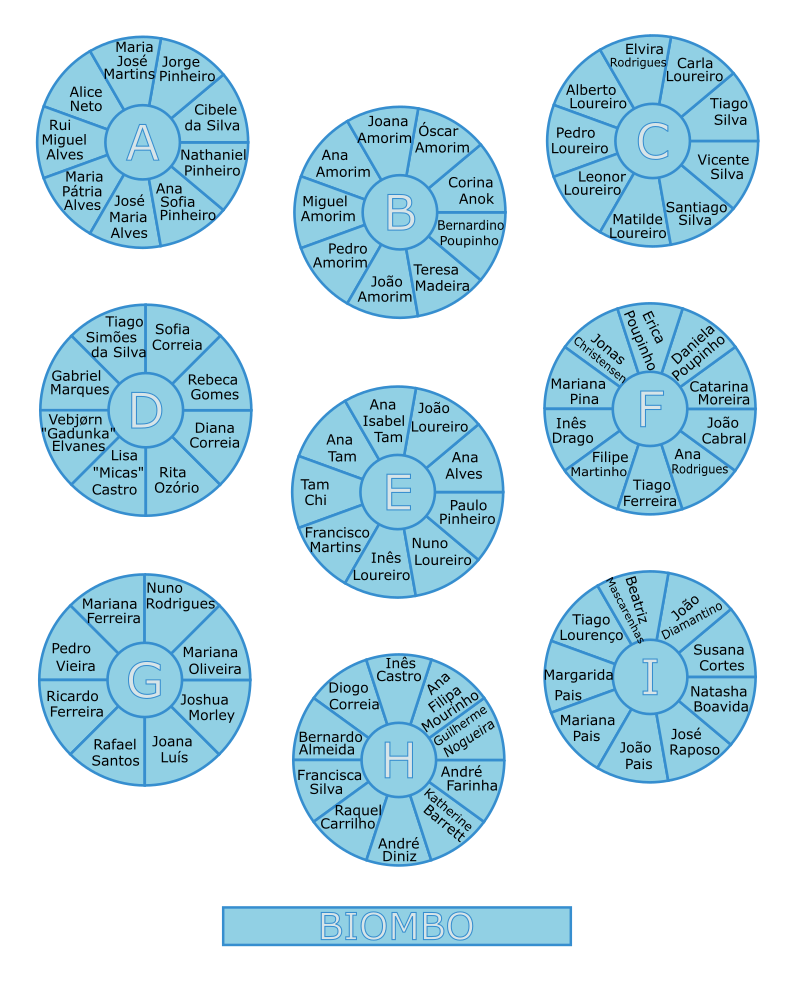 A
Maria
José
Martins
Jorge
Pinheiro
Cibele
da Silva
Nathaniel
Pinheiro
Ana
Sofia
Pinheiro
José
Maria
Alves
Maria
Pátria
Alves
Rui
Miguel
Alves
Alice
Neto
B
Joana
Amorim
Óscar
Amorim
Corina
Anok
Bernardino
Poupinho
Teresa
Madeira
João
Amorim
Pedro
Amorim
Miguel
Amorim
Ana
Amorim
C
Elvira
Rodrigues
Carla
Loureiro
Tiago
Silva
Vicente
Silva
Santiago
Silva
Matilde
Loureiro
Leonor
Loureiro
Pedro
Loureiro
Alberto
Loureiro
D
Tiago
Simões
da Silva
Sofia
Correia
Rebeca
Gomes
Diana
Correia
Rita
Ozório
Lisa
"Micas"
Castro
Vebjørn
"Gadunka"
Elvanes
Gabriel
Marques
E
Ana
Isabel
Tam
João
Loureiro
Ana
Alves
Paulo
Pinheiro
Nuno
Loureiro
Inês
Loureiro
Francisco
Martins
Tam
Chi
Ana
Tam
F
Erica
Poupinho
Daniela
Poupinho
Catarina
Moreira
João
Cabral
Ana
Rodrigues
Tiago
Ferreira
Filipe
Martinho
Inês
Drago
Mariana
Pina
Jonas
Christensen
G
Nuno
Rodrigues
Mariana
Oliveira
Joshua
Morley
Joana
Luís
Rafael
Santos
Ricardo
Ferreira
Pedro
Vieira
Mariana
Ferreira
H
Inês
Castro
Ana
Filipa
Mourinho
Guilherme
Nogueira
André
Farinha
Katherine
Barrett
André
Diniz
Raquel
Carrilho
Francisca
Silva
Bernardo
Almeida
Diogo
Correia
I
Beatriz
Mascarenhas
João
Diamantino
Susana
Cortes
Natasha
Boavida
José
Raposo
João
Pais
Mariana
Pais
Margarida
Pais
Tiago
Lourenço
BIOMBO